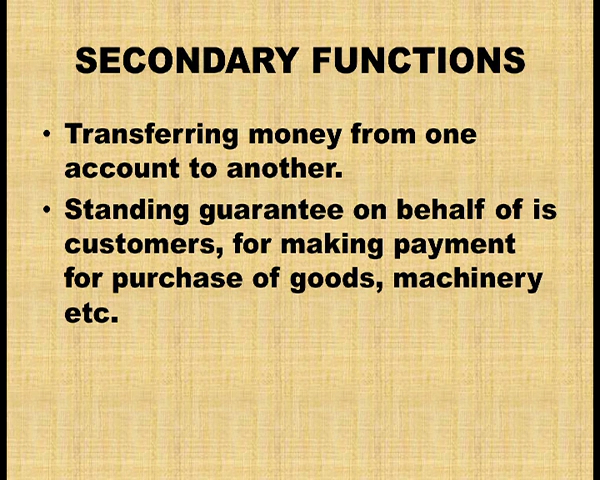 SECONDARY FUNCTIONS
• Transferring money from one
account to another.
• Standing guarantee on behalf of is
customers, for making payment
for purchase of goods, machinery
etc.